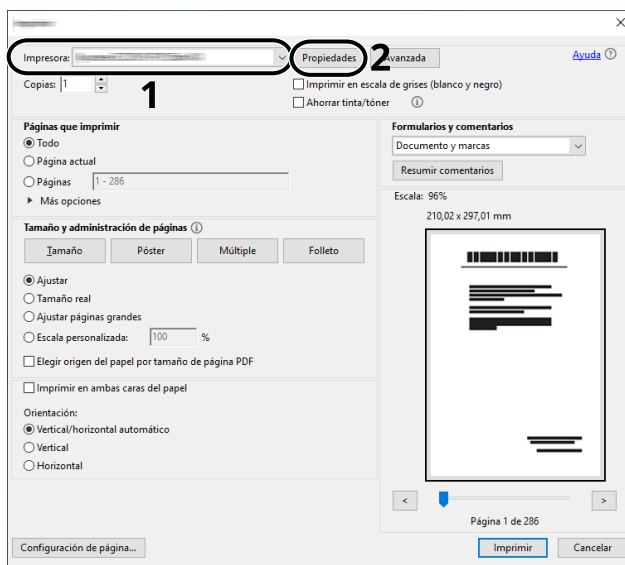 Impresora:
Propiedades
2
Avanzada
Ayuda
Copias: 1
1
Imprimir en escala de grises (blanco y negro)
Ahorrar tinta/tóner
Páginas que imprimir
Todo
Página actual
Páginas 1 - 286
Más opciones
Tamaño y administración de páginas
Tamaño Póster Múltiple Folleto
Ajustar
Tamaño real
Ajustar páginas grandes
Escala personalizada: 100 %
Elegir origen del papel por tamaño de página PDF
Imprimir en ambas caras del papel
Orientación:
Vertical/horizontal automático
Vertical
Horizontal
Formularios y comentarios
Documento y marcas
Resumir comentarios
Escala: 96%
210,02 x 297,01 mm
< >
Página 1 de 286
Configuración de página...
Imprimir Cancelar